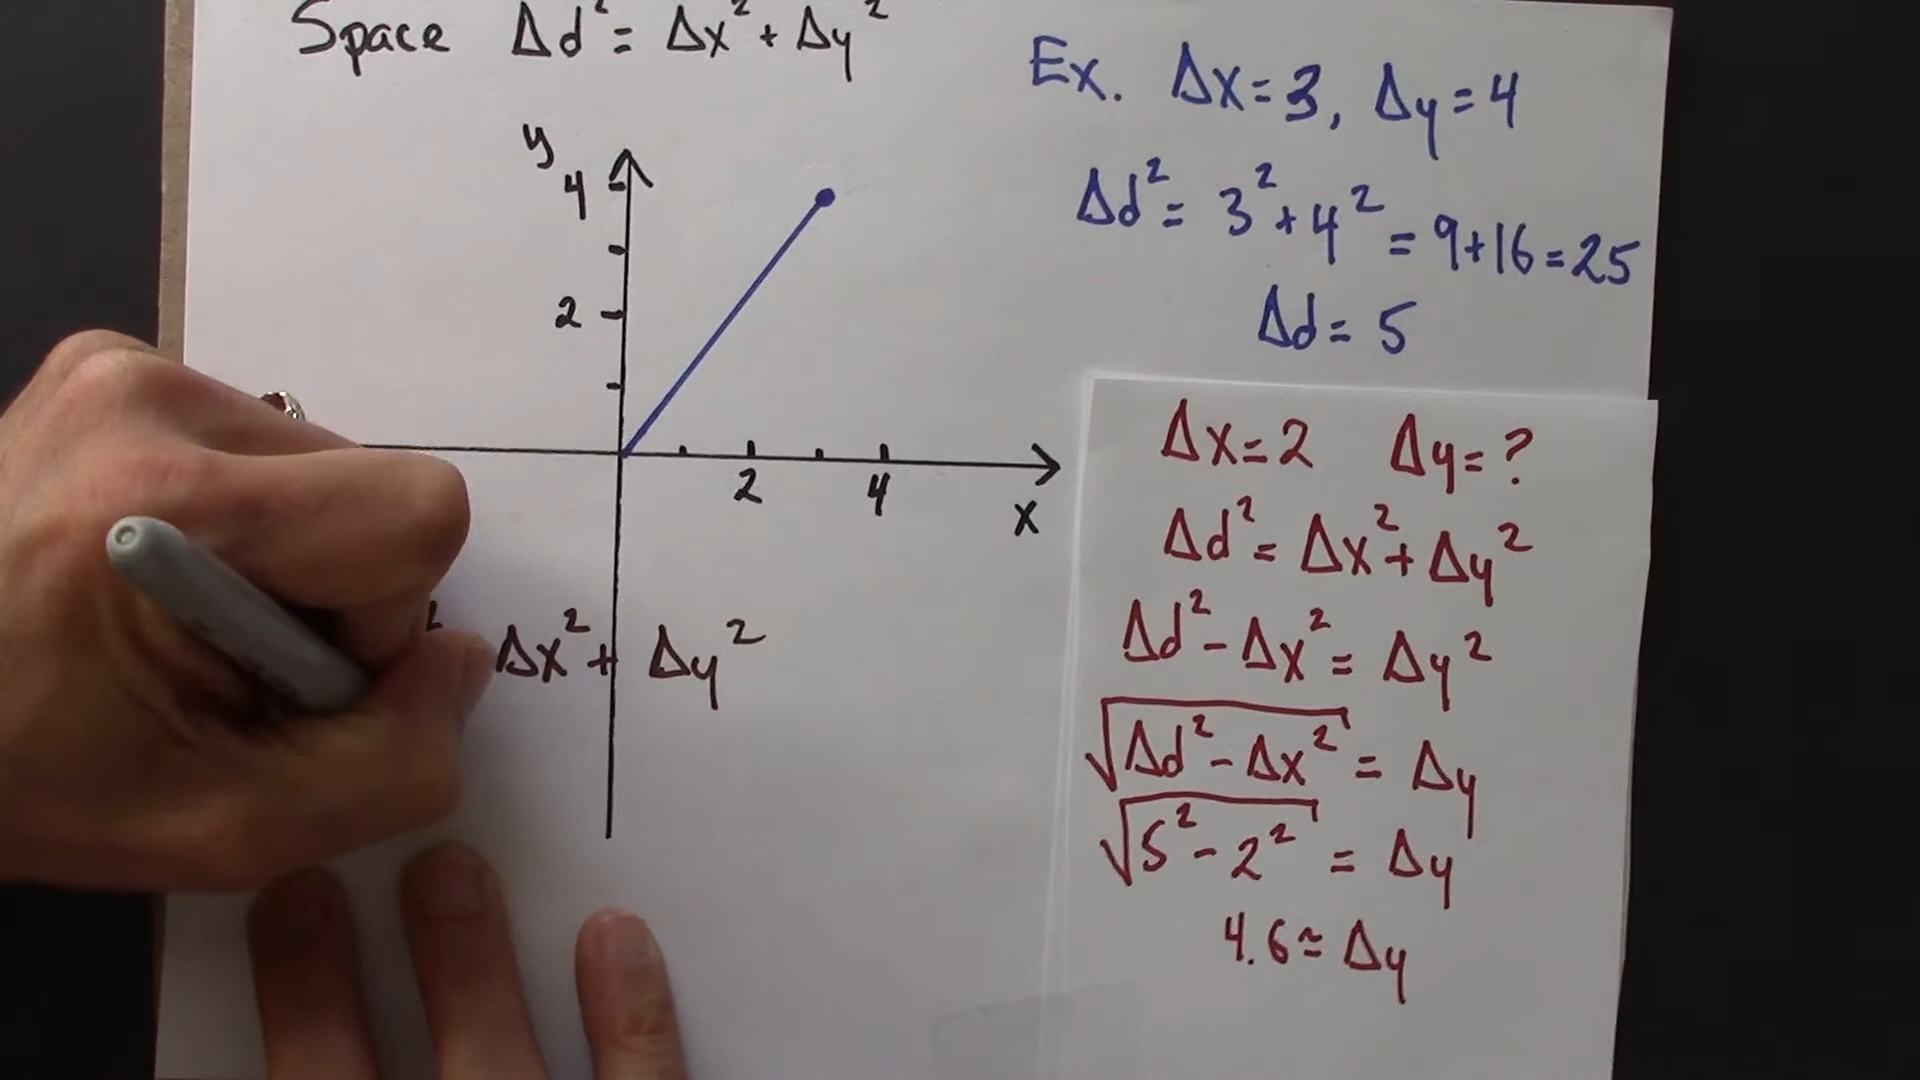 Space Δd² = Δx² + Δy²
y
4
2
2 4
x
² Δx² + Δy²
Ex. Δx = 3, Δy = 4
Δd² = 3² + 4² = 9 + 16 = 25
Δd = 5
Δx = 2 Δy = ?
Δd² = Δx² + Δy²
Δd² - Δx² = Δy²
√Δd² - Δx² = Δy
√5² - 2² = Δy
4.6 ≈ Δy